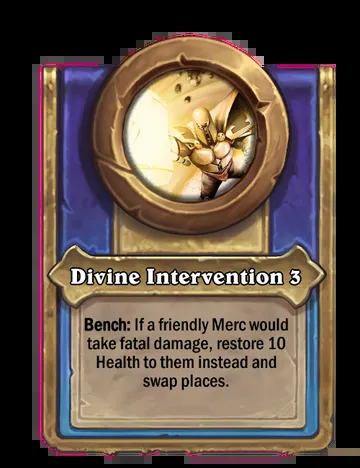 Divine Intervention 3
Bench: If a friendly Merc would
take fatal damage, restore 10
Health to them instead and
swap places.